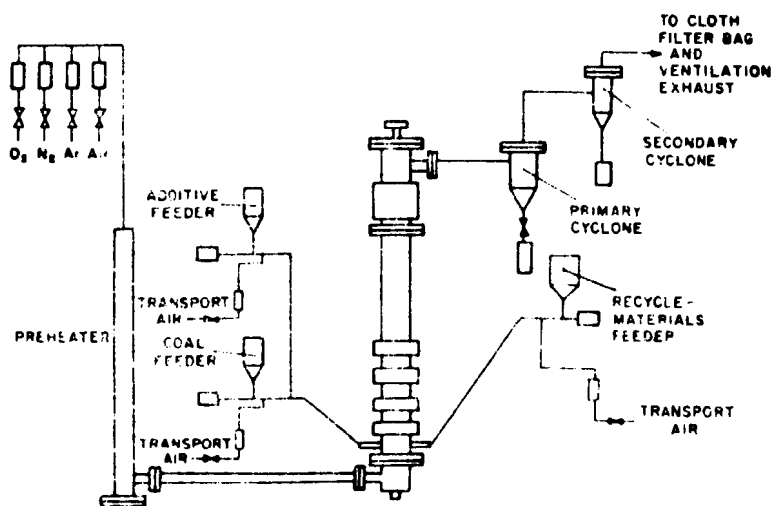 TO CLOTH
FILTER BAG
AND
VENTILATION
EXHAUST
O2 N2 Ar Air
SECONDARY
CYCLONE
ADDITIVE
FEEDER
PRIMARY
CYCLONE
TRANSPORT
AIR
RECYCLE-
MATERIALS
FEEDER
PREHEATER
COAL
FEEDER
TRANSPORT
AIR
TRANSPORT
AIR